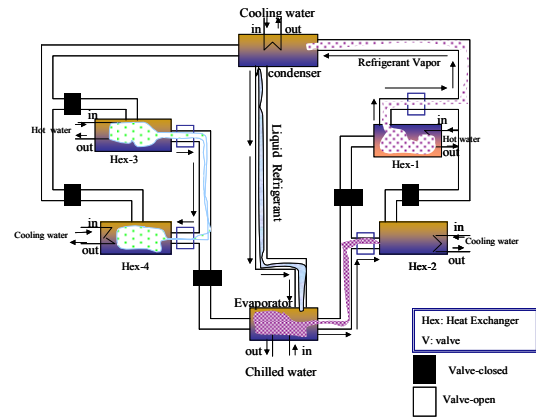 Cooling water
in out
condenser
Refrigerant Vapor
in
Hot water
out
Hex-3
Liquid Refrigrant
in
Hot water
out
Hex-1
in
Cooling water
out
Hex-4
in
Cooling water
out
Hex-2
Evaporator
out in
Chilled water
Hex: Heat Exchanger
V: valve
Valve-closed
Valve-open